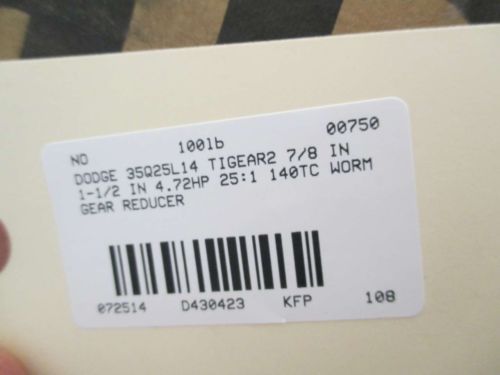 NO 100lb 00750
DODGE 35Q25L14 TIGEAR2 7/8 IN
1-1/2 IN 4.72HP 25:1 140TC WORM
GEAR REDUCER
072514 D430423 KFP 108